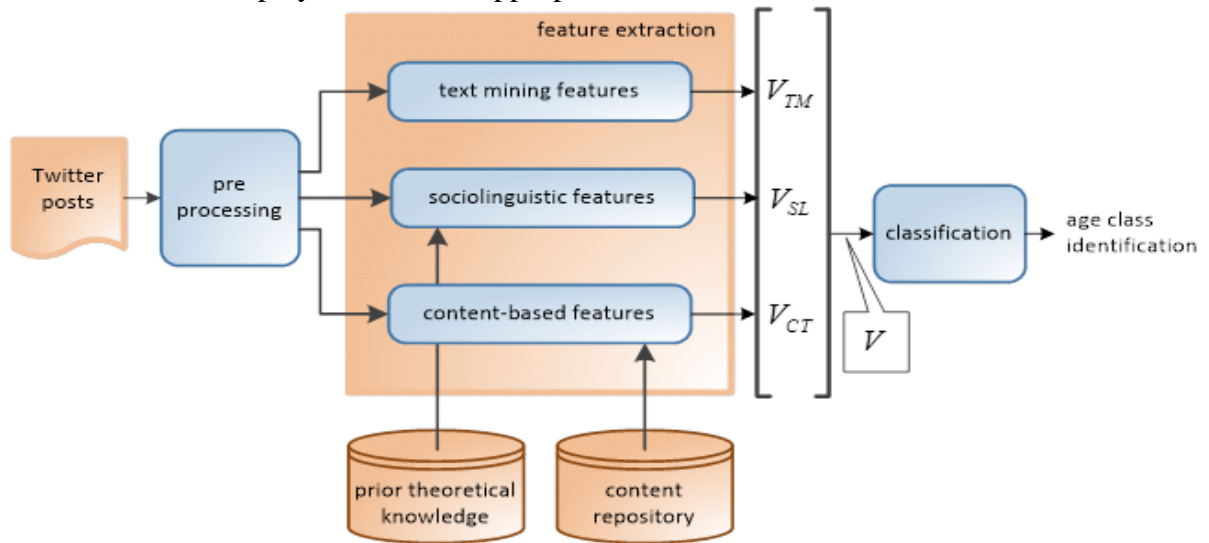 feature extraction
text mining features
V_TM
Twitter
posts
pre
processing
sociolinguistic features
V_SL
classification
age class
identification
content-based features
V_CT
V
prior theoretical
knowledge
content
repository